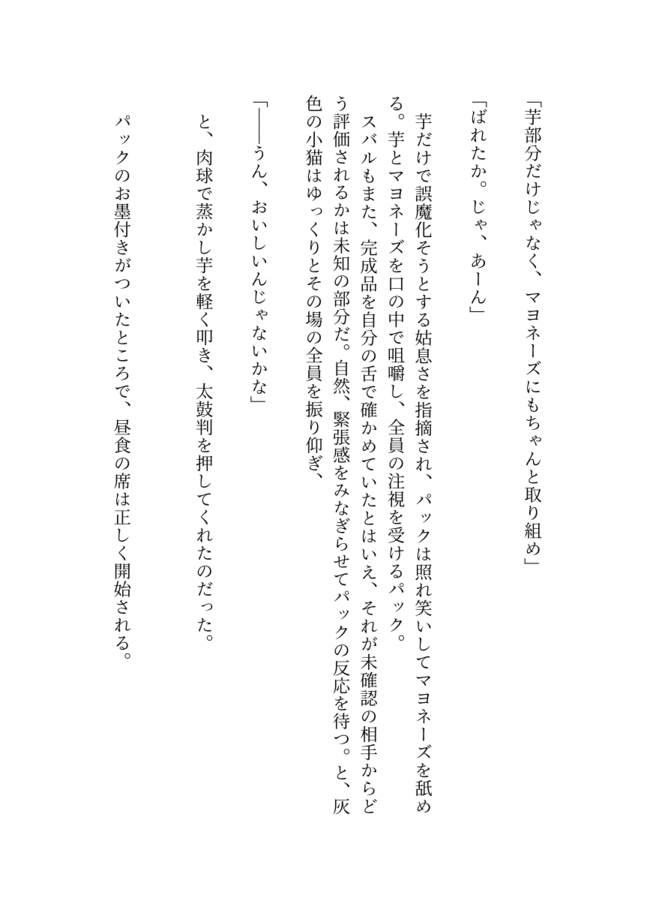 「芋部分だけじゃなく、マヨネーズにもちゃんと取り組め」
「ばれたか。じゃ、あーん」
芋だけで誤魔化そうとする姑息さを指摘され、パックは照れ笑いしてマヨネーズを舐め
る。芋とマヨネーズを口の中で咀嚼し、全員の注視を受けるパック。
スバルもまた、完成品を自分の舌で確かめていたとはいえ、それが未確認の相手からど
う評価されるかは未知の部分だ。自然、緊張感をみなぎらせてパックの反応を待つ。と、灰
色の小猫はゆっくりとその場の全員を振り仰ぎ、
「――うん、おいしいんじゃないかな」
と、肉球で蒸かし芋を軽く叩き、太鼓判を押してくれたのだった。
パックのお墨付きがついたところで、昼食の席は正しく開始される。